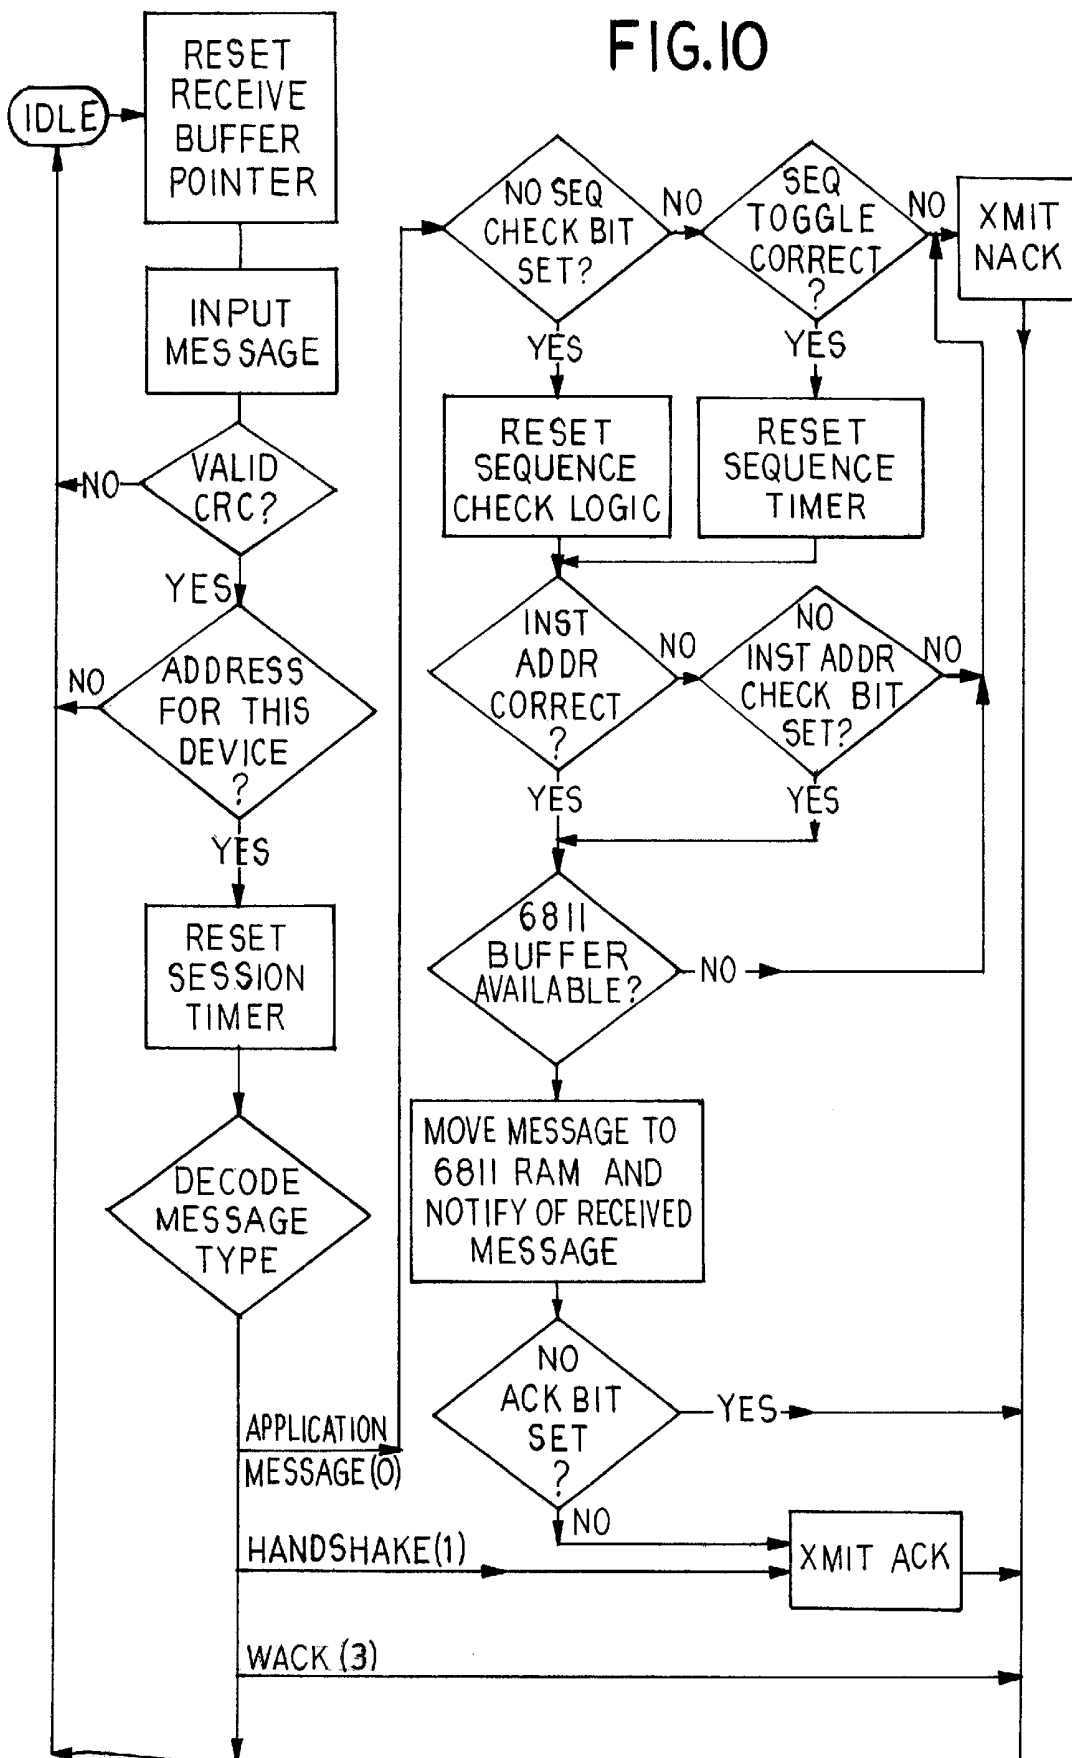 FIG.10
IDLE
RESET
RECEIVE
BUFFER
POINTER
INPUT
MESSAGE
VALID
CRC?
NO
YES
ADDRESS
FOR THIS
DEVICE
?
NO
YES
RESET
SESSION
TIMER
DECODE
MESSAGE
TYPE
APPLICATION
MESSAGE(0)
HANDSHAKE(1)
WACK(3)
NO SEQ
CHECK BIT
SET?
NO
YES
SEQ
TOGGLE
CORRECT
?
NO
YES
XMIT
NACK
RESET
SEQUENCE
CHECK LOGIC
RESET
SEQUENCE
TIMER
INST
ADDR
CORRECT
?
NO
YES
NO
INST ADDR
CHECK BIT
SET?
NO
YES
6811
BUFFER
AVAILABLE?
NO
MOVE MESSAGE TO
6811 RAM AND
NOTIFY OF RECEIVED
MESSAGE
NO
ACK BIT
SET
?
YES
NO
XMIT ACK